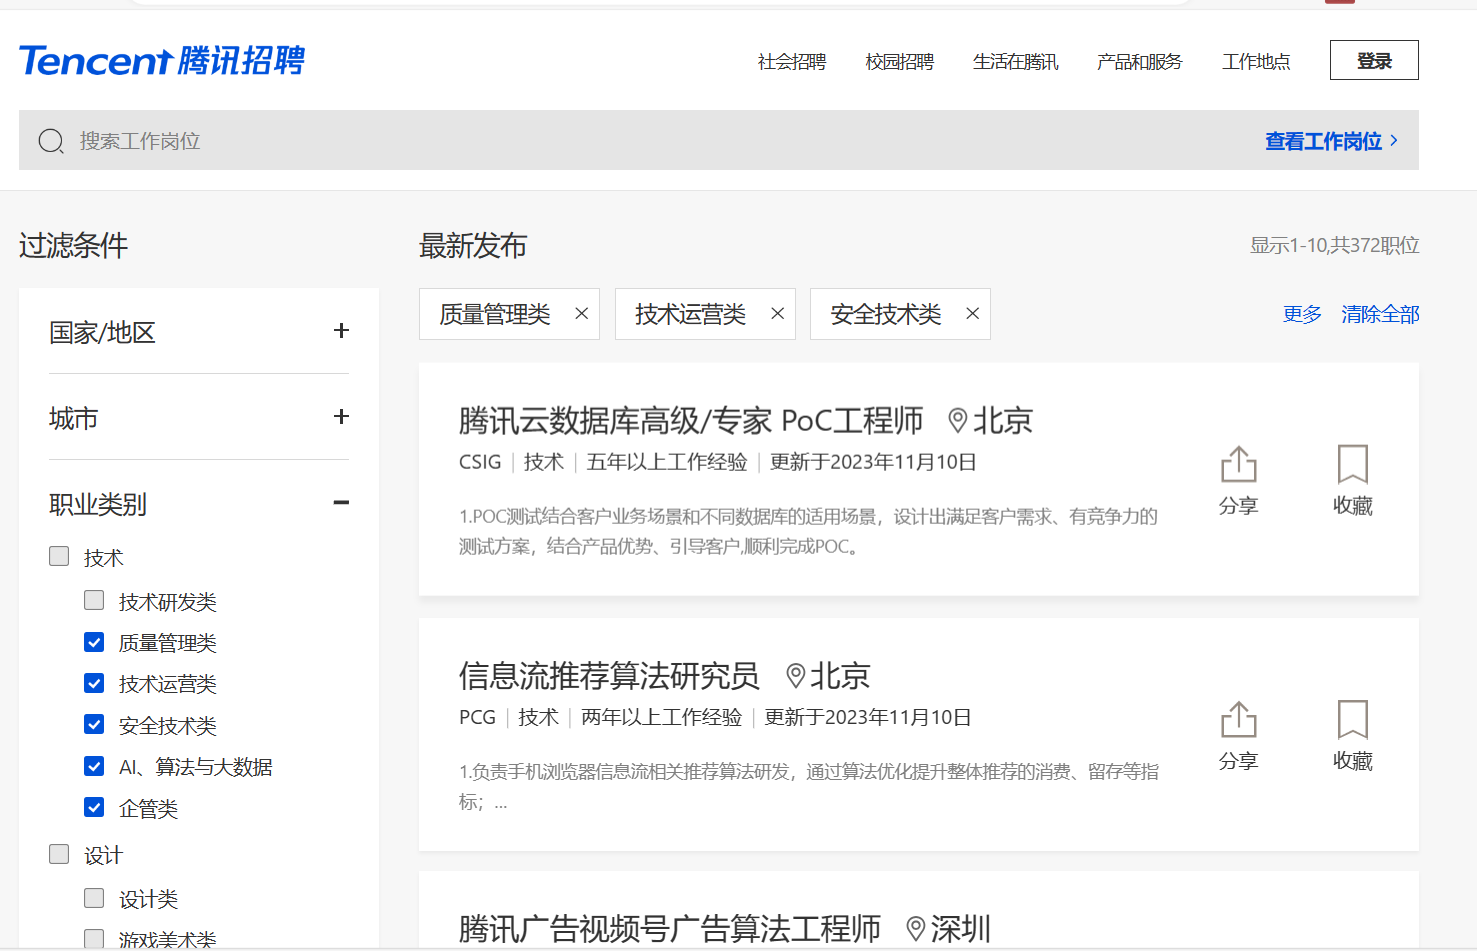 Tencent 腾讯招聘
社会招聘 校园招聘 生活在腾讯 产品和服务 工作地点 登录
搜索工作岗位 查看工作岗位
过滤条件
国家/地区
城市
职业类别
技术
技术研发类
质量管理类
技术运营类
安全技术类
AI、算法与大数据
企管类
设计
设计类
游戏美术类
最新发布 显示1-10,共372职位
质量管理类 技术运营类 安全技术类 更多 清除全部
腾讯云数据库高级/专家 PoC工程师 北京
CSIG 技术 五年以上工作经验 更新于2023年11月10日
1.POC测试结合客户业务场景和不同数据库的适用场景，设计出满足客户需求、有竞争力的
测试方案，结合产品优势、引导客户,顺利完成POC。
分享 收藏
信息流推荐算法研究员 北京
PCG 技术 两年以上工作经验 更新于2023年11月10日
1.负责手机浏览器信息流相关推荐算法研发，通过算法优化提升整体推荐的消费、留存等指
标；...
分享 收藏
腾讯广告视频号广告算法工程师 深圳